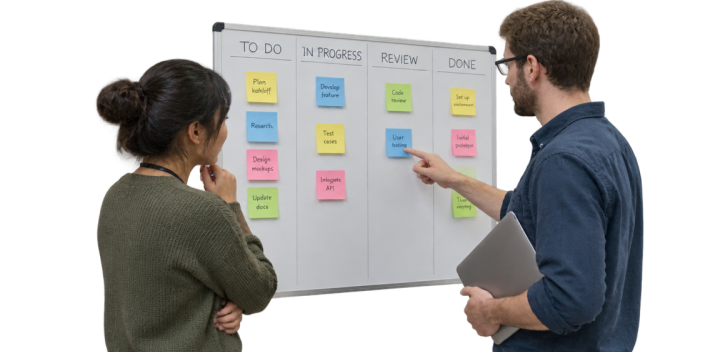 TO DO
IN PROGRESS
REVIEW
DONE
Plan
kickoff
Research
Design
mockups
Update
docs
Develop
feature
Test
cases
Integrate
API
Code
review
User
testing
Set up
Initial
prototype